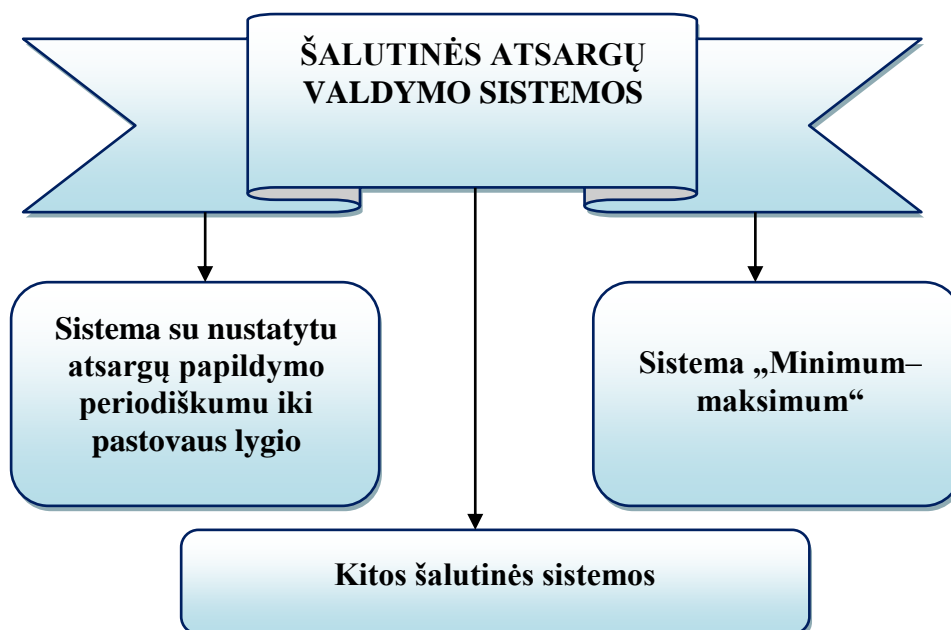 ŠALUTINĖS ATSARGŲ
VALDYMO SISTEMOS
Sistema su nustatytu
atsargų papildymo
periodiškumu iki
pastovaus lygio
Sistema „Minimum–
maksimum“
Kitos šalutinės sistemos